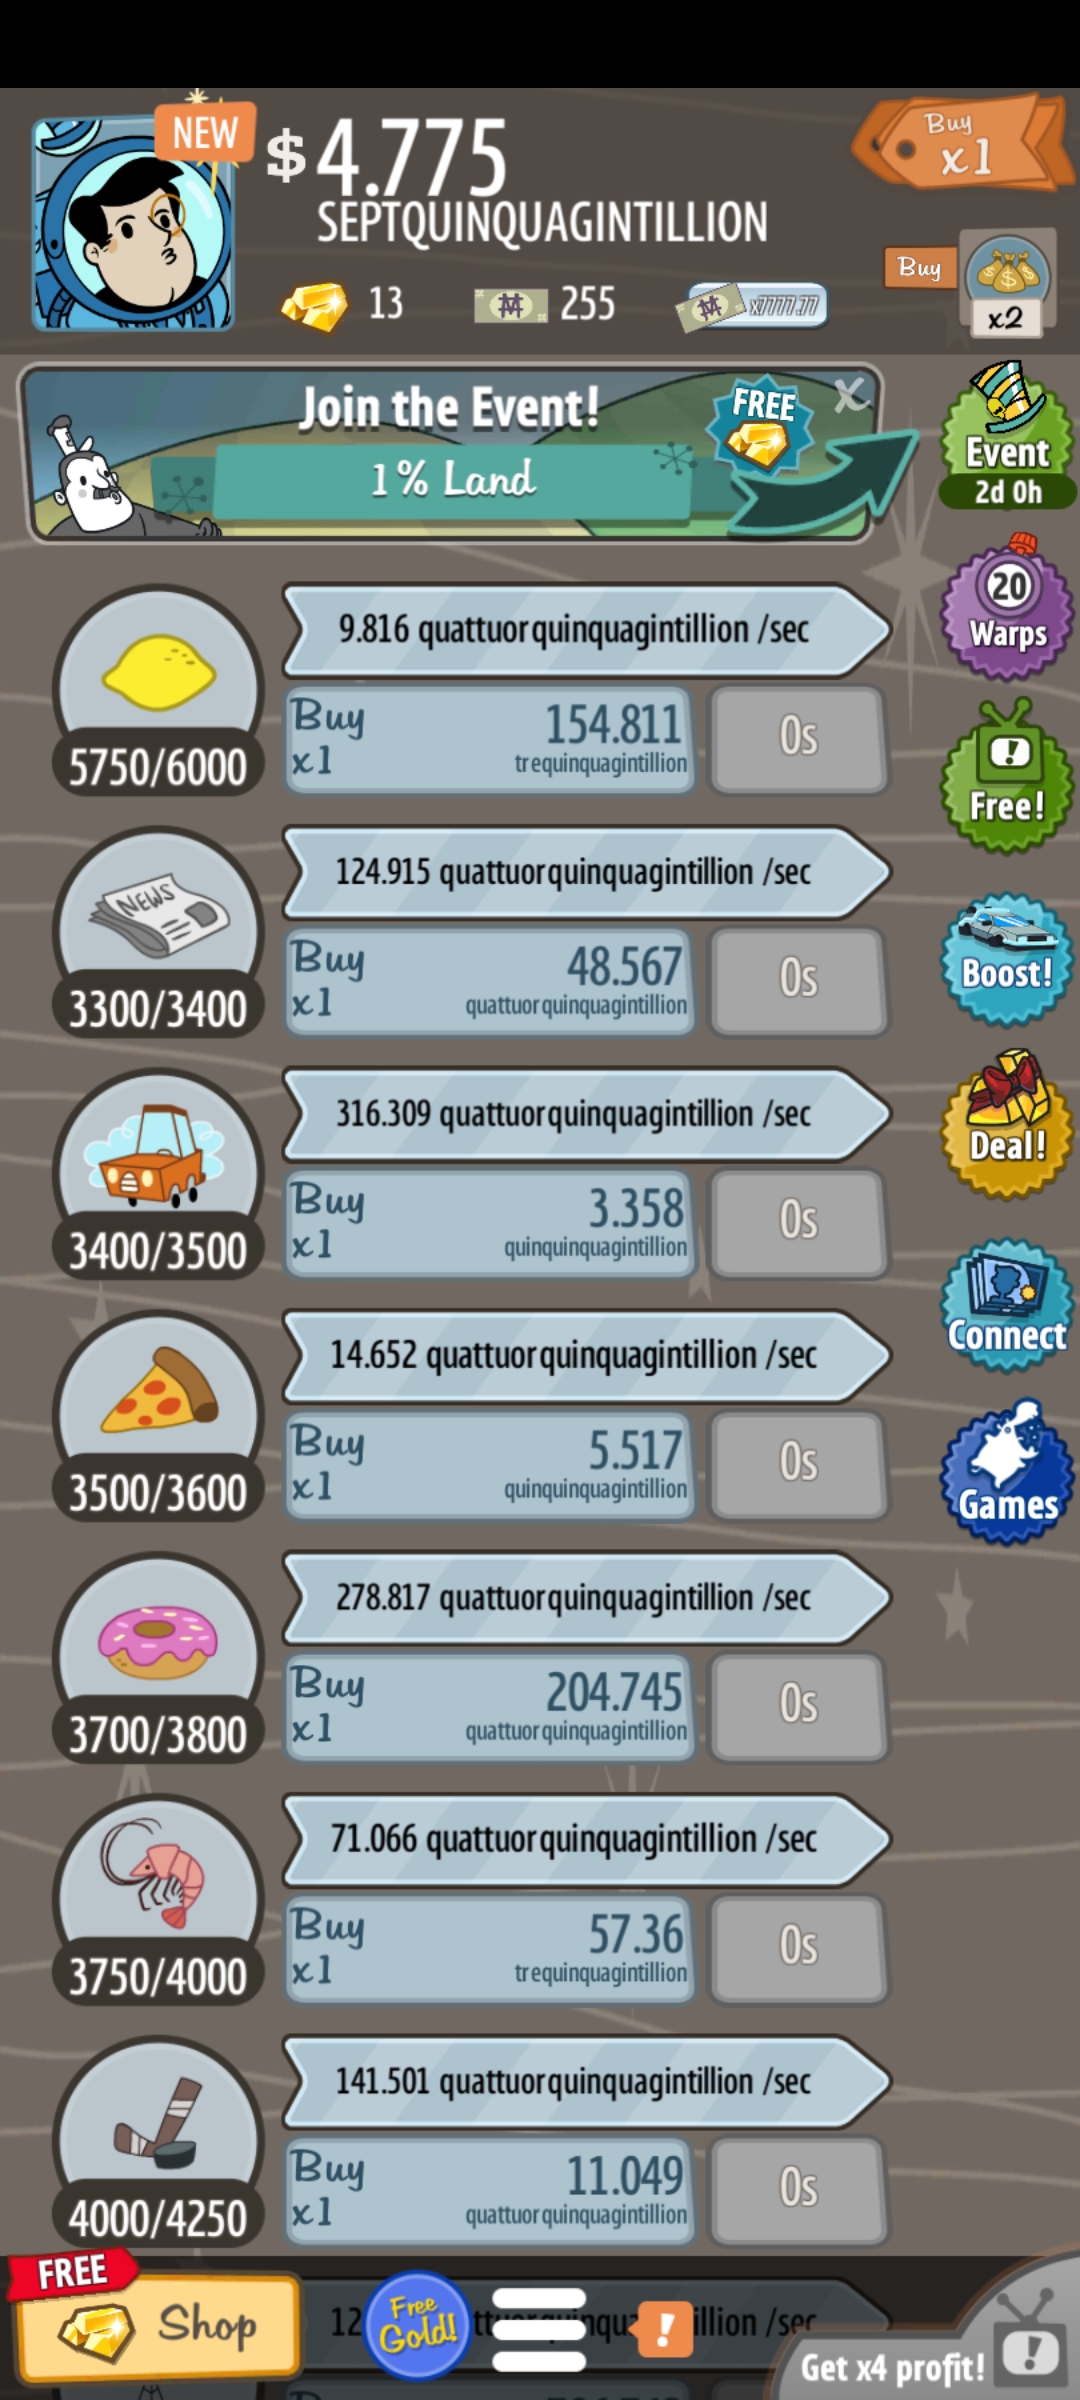 NEW
$ 4.775
SEPTQUINQUAGINTILLION
Buy
x1
13
255
x7777.77
Buy
x2
Join the Event!
1% Land
FREE
X
Event
2d 0h
9.816 quattuorquinquagintillion /sec
5750/6000
Buy
x1
154.811
trequinquagintillion
0s
20
Warps
124.915 quattuorquinquagintillion /sec
NEWS
3300/3400
Buy
x1
48.567
quattuorquinquagintillion
0s
!
Free!
Boost!
316.309 quattuorquinquagintillion /sec
3400/3500
Buy
x1
3.358
quinquinquagintillion
0s
Deal!
14.652 quattuorquinquagintillion /sec
3500/3600
Buy
x1
5.517
quinquinquagintillion
0s
Connect
Games
278.817 quattuorquinquagintillion /sec
3700/3800
Buy
x1
204.745
quattuorquinquagintillion
0s
71.066 quattuorquinquagintillion /sec
3750/4000
Buy
x1
57.36
trequinquagintillion
0s
141.501 quattuorquinquagintillion /sec
4000/4250
Buy
x1
11.049
quattuorquinquagintillion
0s
FREE
Shop
Free
Gold!
!
Get x4 profit!
!